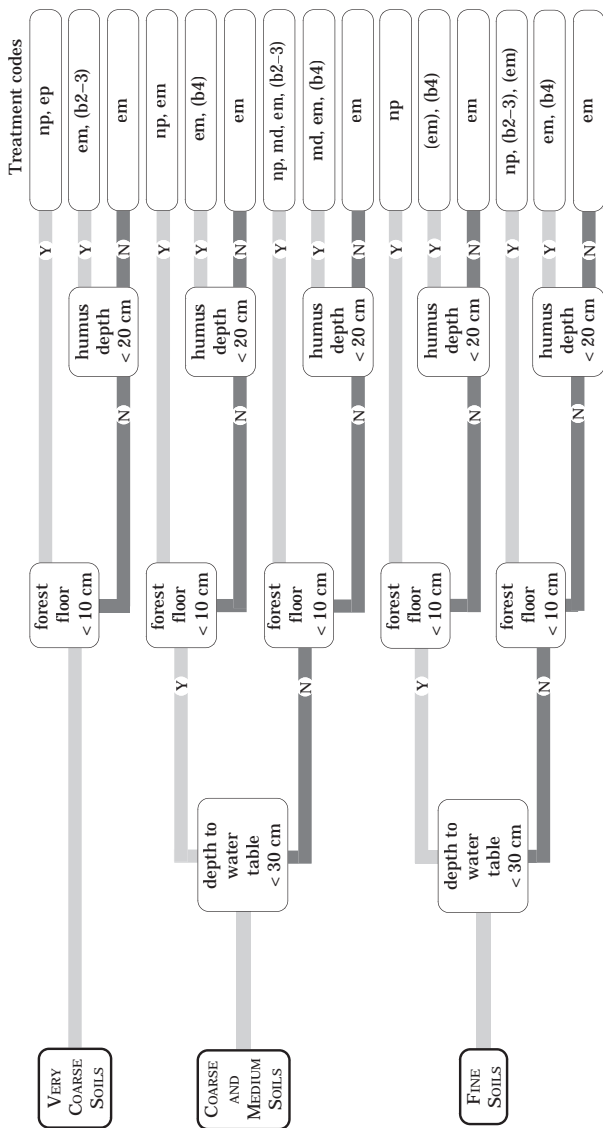 Treatment codes
VERY
COARSE
SOILS
forest
floor
< 10 cm
Y
np, ep
N
humus
depth
< 20 cm
Y
em, (b2–3)
N
em
COARSE
AND
MEDIUM
SOILS
depth to
water
table
< 30 cm
Y
forest
floor
< 10 cm
Y
np, em
N
humus
depth
< 20 cm
Y
em, (b4)
N
em
N
forest
floor
< 10 cm
Y
np, md, em, (b2–3)
N
humus
depth
< 20 cm
Y
md, em, (b4)
N
em
FINE
SOILS
depth to
water
table
< 30 cm
Y
forest
floor
< 10 cm
Y
np
N
humus
depth
< 20 cm
Y
(em), (b4)
N
em
N
forest
floor
< 10 cm
Y
np, (b2–3), (em)
N
humus
depth
< 20 cm
Y
em, (b4)
N
em